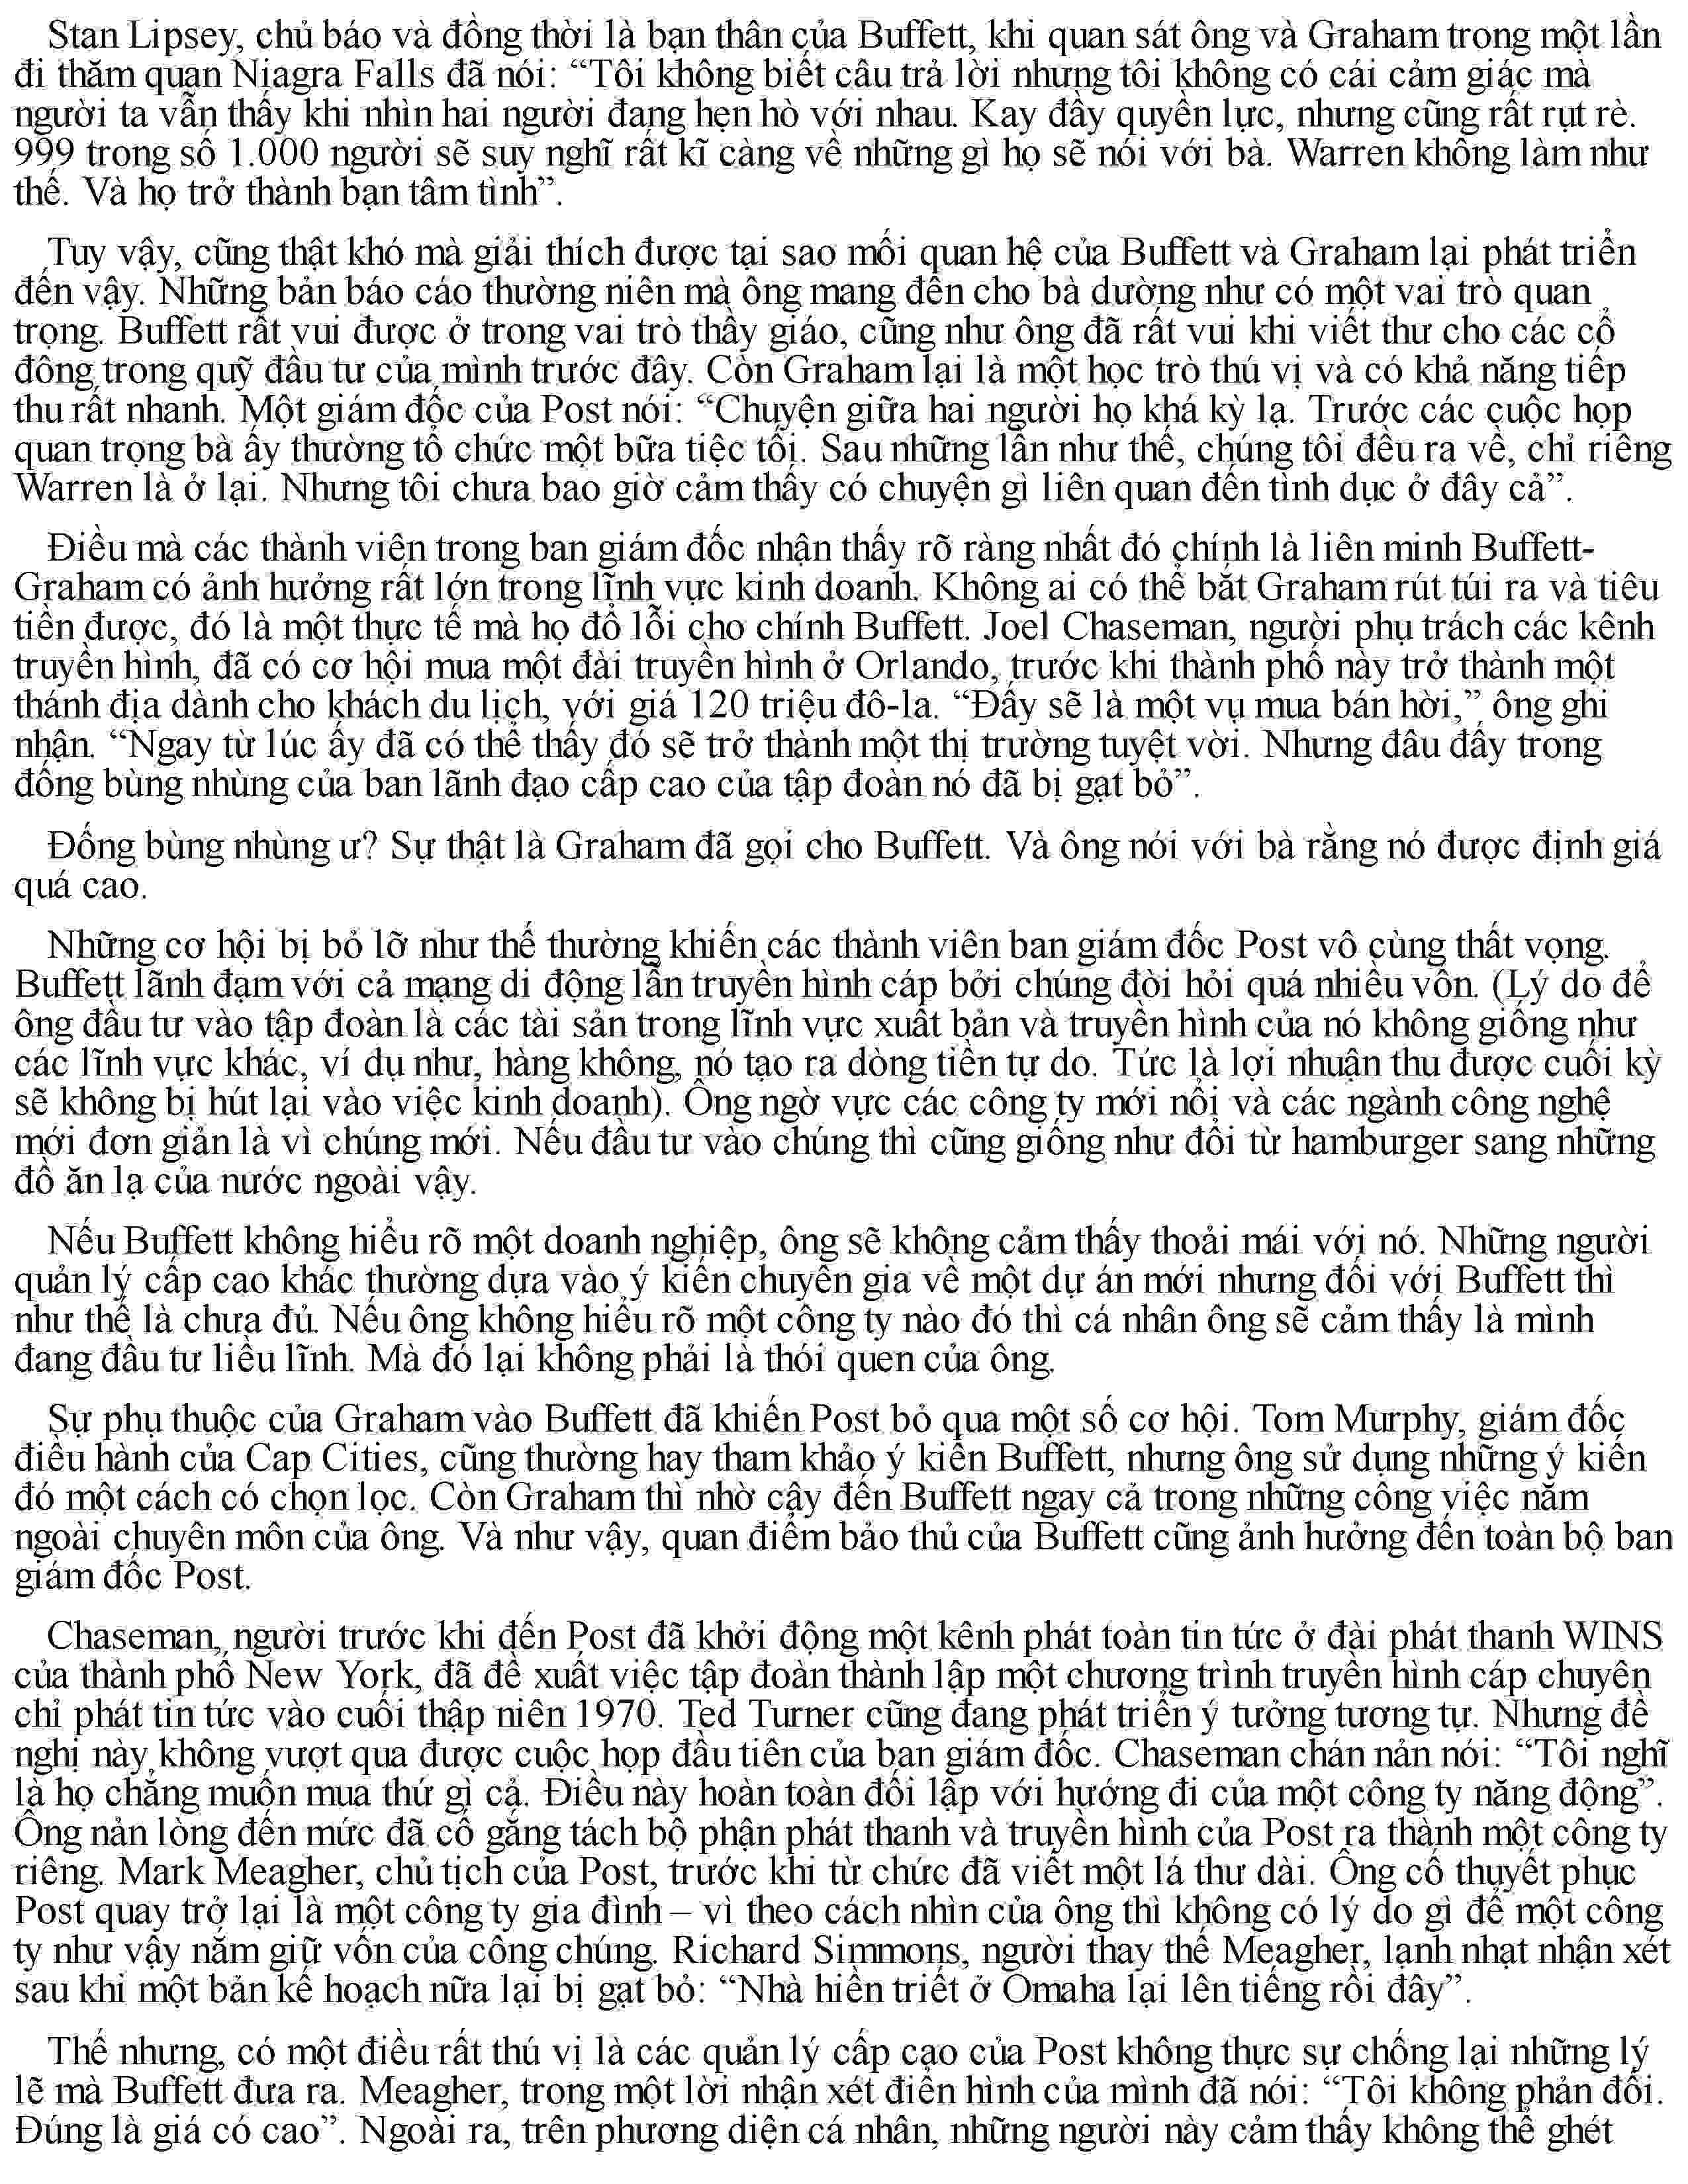 Stan Lipsey, chủ báo và đồng thời là bạn thân của Buffett, khi quan sát ông và Graham trong một lần
đi thăm quan Niagra Falls đã nói: “Tôi không biết câu trả lời nhưng tôi không có cái cảm giác mà
người ta vẫn thấy khi nhìn hai người đang hẹn hò với nhau. Kay đầy quyền lực, nhưng cũng rất rụt rè.
999 trong số 1.000 người sẽ suy nghĩ rất kĩ càng về những gì họ sẽ nói với bà. Warren không làm như
thế. Và họ trở thành bạn tâm tình”.
Tuy vậy, cũng thật khó mà giải thích được tại sao mối quan hệ của Buffett và Graham lại phát triển
đến vậy. Những bản báo cáo thường niên mà ông mang đến cho bà dường như có một vai trò quan
trọng. Buffett rất vui được ở trong vai trò thầy giáo, cũng như ông đã rất vui khi viết thư cho các cổ
đông trong quỹ đầu tư của mình trước đây. Còn Graham lại là một học trò thú vị và có khả năng tiếp
thu rất nhanh. Một giám đốc của Post nói: “Chuyện giữa hai người họ khá kỳ lạ. Trước các cuộc họp
quan trọng bà ấy thường tổ chức một bữa tiệc tối. Sau những lần như thế, chúng tôi đều ra về, chỉ riêng
Warren là ở lại. Nhưng tôi chưa bao giờ cảm thấy có chuyện gì liên quan đến tình dục ở đây cả”.
Điều mà các thành viên trong ban giám đốc nhận thấy rõ ràng nhất đó chính là liên minh Buffett-
Graham có ảnh hưởng rất lớn trong lĩnh vực kinh doanh. Không ai có thể bắt Graham rút túi ra và tiêu
tiền được, đó là một thực tế mà họ đổ lỗi cho chính Buffett. Joel Chaseman, người phụ trách các kênh
truyền hình, đã có cơ hội mua một đài truyền hình ở Orlando, trước khi thành phố này trở thành một
thánh địa dành cho khách du lịch, với giá 120 triệu đô-la. “Đấy sẽ là một vụ mua bán hời,” ông ghi
nhận. “Ngay từ lúc ấy đã có thể thấy đó sẽ trở thành một thị trường tuyệt vời. Nhưng đâu đấy trong
đống bùng nhùng của ban lãnh đạo cấp cao của tập đoàn nó đã bị gạt bỏ”.
Đống bùng nhùng ư? Sự thật là Graham đã gọi cho Buffett. Và ông nói với bà rằng nó được định giá
quá cao.
Những cơ hội bị bỏ lỡ như thế thường khiến các thành viên ban giám đốc Post vô cùng thất vọng.
Buffett lãnh đạm với cả mạng di động lẫn truyền hình cáp bởi chúng đòi hỏi quá nhiều vốn. (Lý do để
ông đầu tư vào tập đoàn là các tài sản trong lĩnh vực xuất bản và truyền hình của nó không giống như
các lĩnh vực khác, ví dụ như, hàng không, nó tạo ra dòng tiền tự do. Tức là lợi nhuận thu được cuối kỳ
sẽ không bị hút lại vào việc kinh doanh). Ông ngờ vực các công ty mới nổi và các ngành công nghệ
mới đơn giản là vì chúng mới. Nếu đầu tư vào chúng thì cũng giống như đổi từ hamburger sang những
đồ ăn lạ của nước ngoài vậy.
Nếu Buffett không hiểu rõ một doanh nghiệp, ông sẽ không cảm thấy thoải mái với nó. Những người
quản lý cấp cao khác thường dựa vào ý kiến chuyên gia về một dự án mới nhưng đối với Buffett thì
như thế là chưa đủ. Nếu ông không hiểu rõ một công ty nào đó thì cá nhân ông sẽ cảm thấy là mình
đang đầu tư liều lĩnh. Mà đó lại không phải là thói quen của ông.
Sự phụ thuộc của Graham vào Buffett đã khiến Post bỏ qua một số cơ hội. Tom Murphy, giám đốc
điều hành của Cap Cities, cũng thường hay tham khảo ý kiến Buffett, nhưng ông sử dụng những ý kiến
đó một cách có chọn lọc. Còn Graham thì nhờ cậy đến Buffett ngay cả trong những công việc nằm
ngoài chuyên môn của ông. Và như vậy, quan điểm bảo thủ của Buffett cũng ảnh hưởng đến toàn bộ ban
giám đốc Post.
Chaseman, người trước khi đến Post đã khởi động một kênh phát toàn tin tức ở đài phát thanh WINS
của thành phố New York, đã đề xuất việc tập đoàn thành lập một chương trình truyền hình cáp chuyên
chỉ phát tin tức vào cuối thập niên 1970. Ted Turner cũng đang phát triển ý tưởng tương tự. Nhưng đề
nghị này không vượt qua được cuộc họp đầu tiên của ban giám đốc. Chaseman chán nản nói: “Tôi nghĩ
là họ chẳng muốn mua thứ gì cả. Điều này hoàn toàn đối lập với hướng đi của một công ty năng động”.
Ông nản lòng đến mức đã cố gắng tách bộ phận phát thanh và truyền hình của Post ra thành một công ty
riêng. Mark Meagher, chủ tịch của Post, trước khi từ chức đã viết một lá thư dài. Ông cố thuyết phục
Post quay trở lại là một công ty gia đình – vì theo cách nhìn của ông thì không có lý do gì để một công
ty như vậy nắm giữ vốn của công chúng. Richard Simmons, người thay thế Meagher, lạnh nhạt nhận xét
sau khi một bản kế hoạch nữa lại bị gạt bỏ: “Nhà hiền triết ở Omaha lại lên tiếng rồi đây”.
Thế nhưng, có một điều rất thú vị là các quản lý cấp cao của Post không thực sự chống lại những lý
lẽ mà Buffett đưa ra. Meagher, trong một lời nhận xét điển hình của mình đã nói: “Tôi không phản đối.
Đúng là giá có cao”. Ngoài ra, trên phương diện cá nhân, những người này cảm thấy không thể ghét